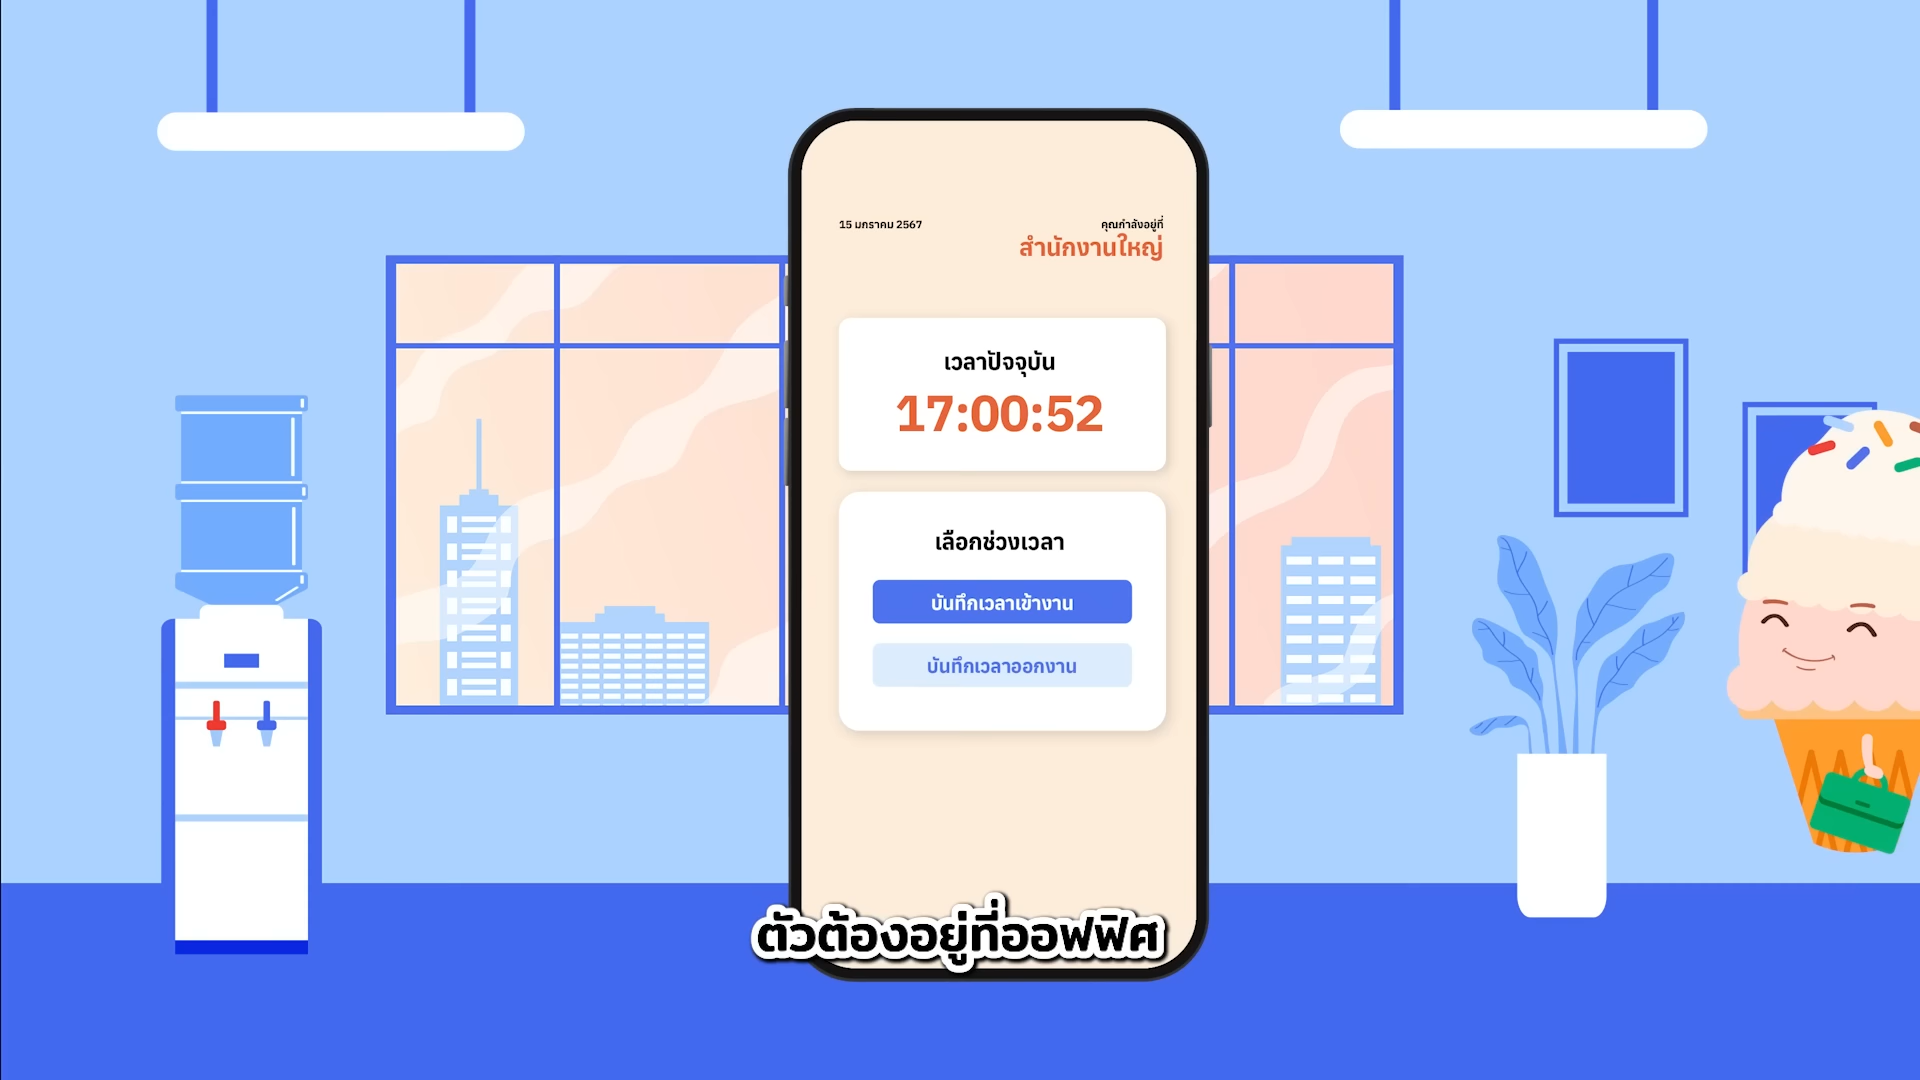 15 มกราคม 2567
คุณกำลังอยู่ที่
สำนักงานใหญ่
เวลาปัจจุบัน
17:00:52
เลือกช่วงเวลา
บันทึกเวลาเข้างาน
บันทึกเวลาออกงาน
ตัวต้องอยู่ที่ออฟฟิศ